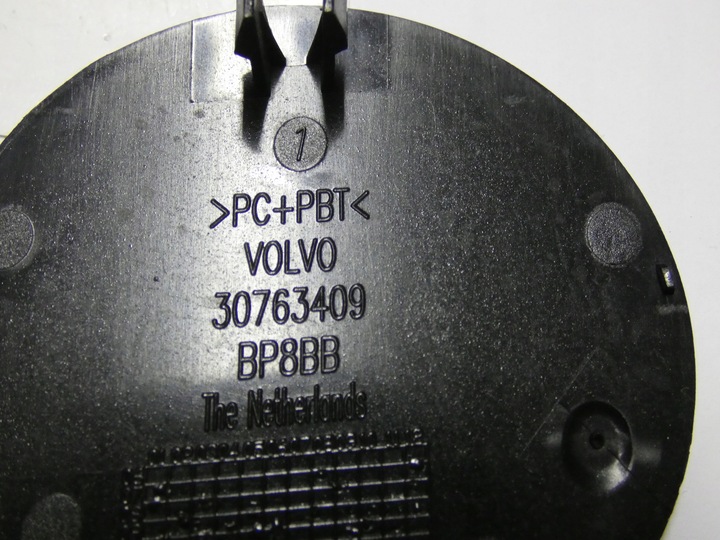 1
>PC+PBT<
VOLVO
30763409
BP8BB
The Netherlands